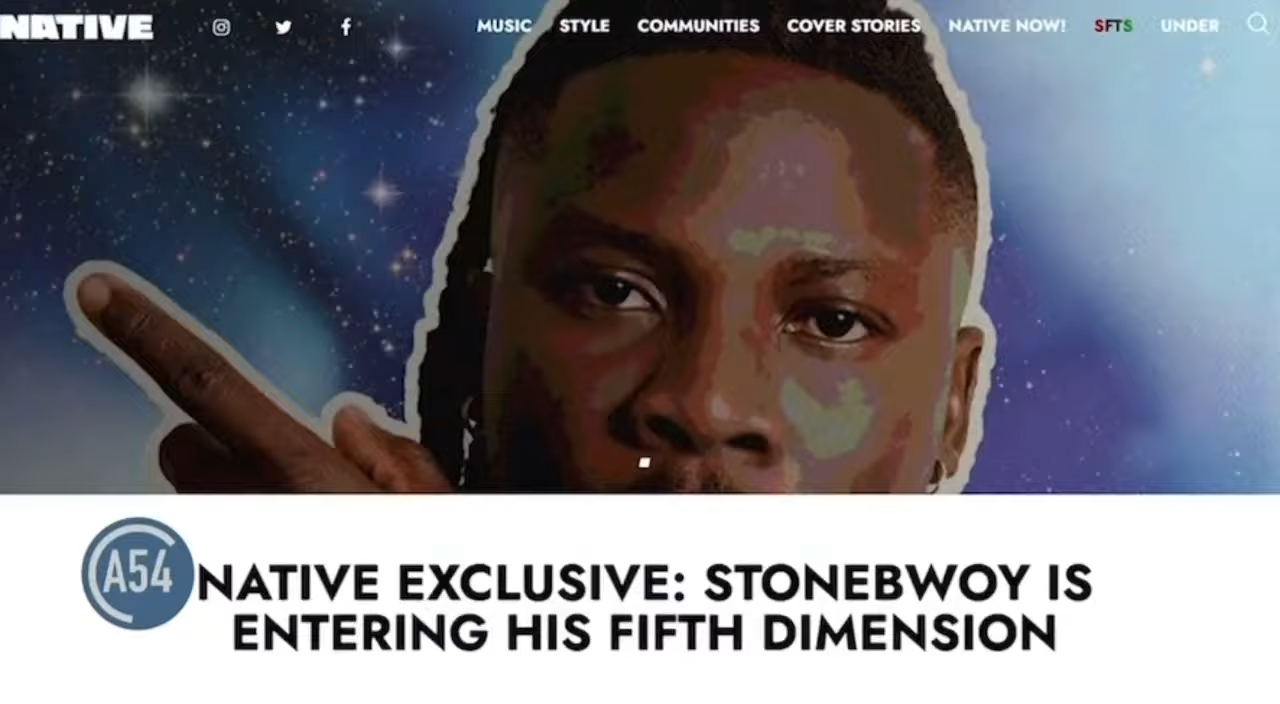 NATIVE
MUSIC STYLE COMMUNITIES COVER STORIES NATIVE NOW! SFTS UNDER
A54
NATIVE EXCLUSIVE: STONEBWOY IS
ENTERING HIS FIFTH DIMENSION